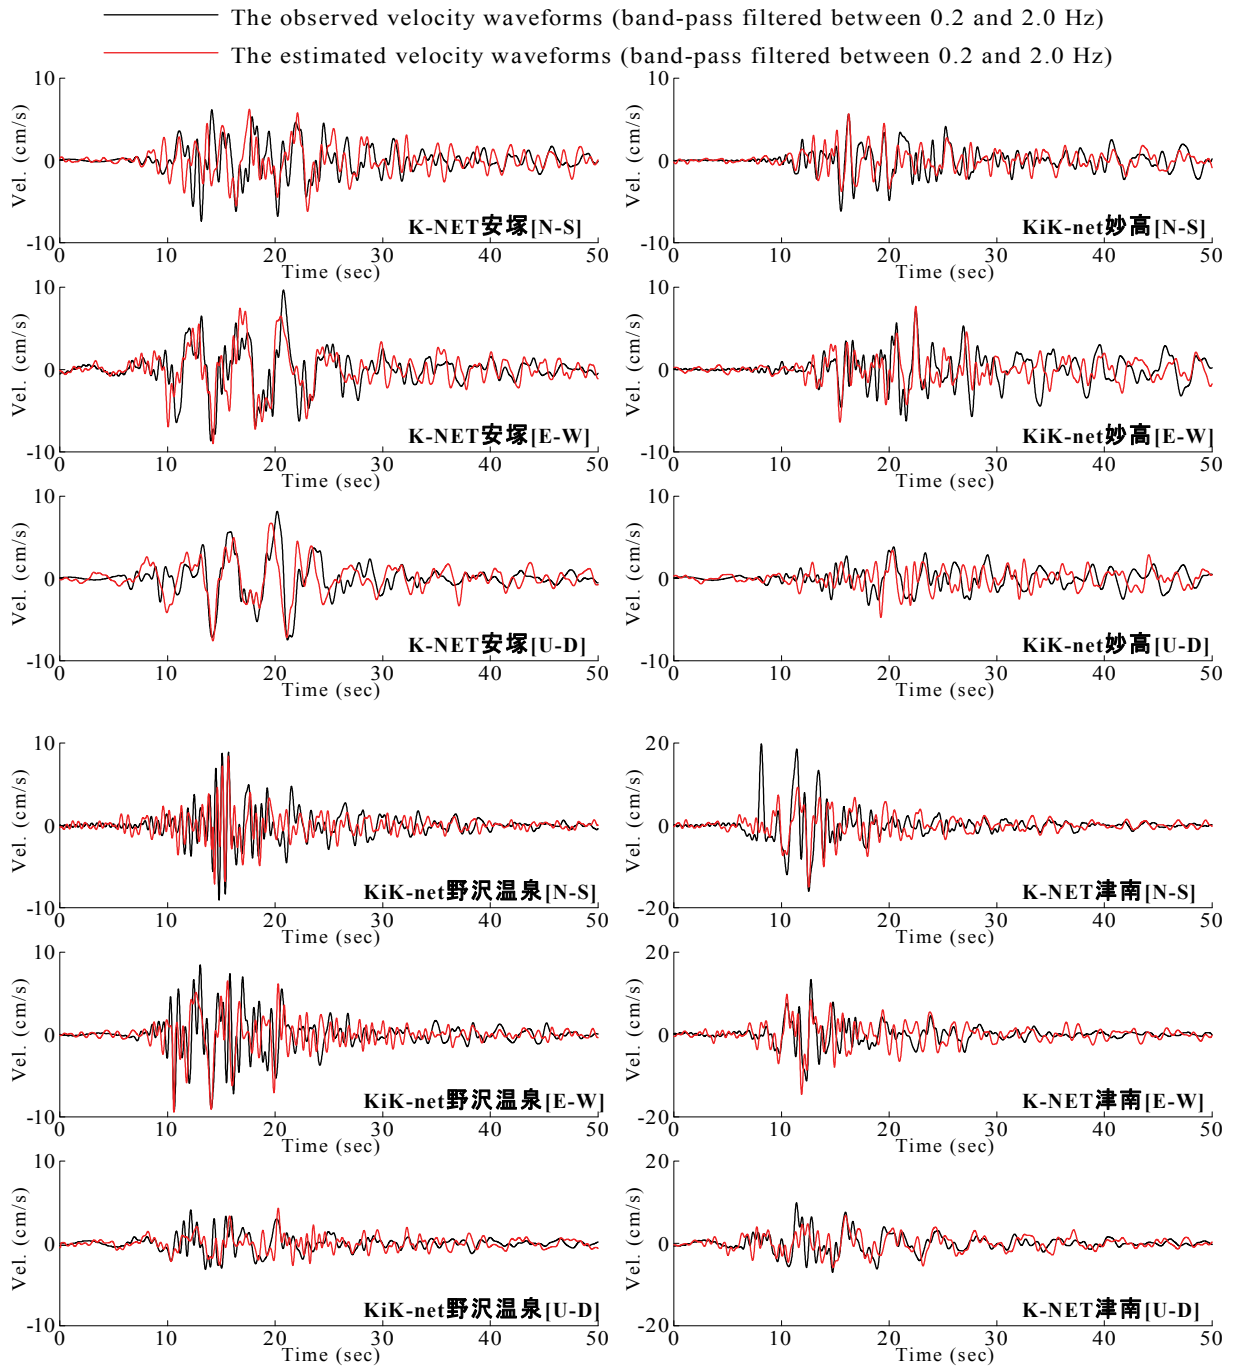 The observed velocity waveforms (band-pass filtered between 0.2 and 2.0 Hz)
The estimated velocity waveforms (band-pass filtered between 0.2 and 2.0 Hz)
10
0
-10
Vel. (cm/s)
K-NET安塚[N-S]
0 10 20 30 40 50
Time (sec)
10
0
-10
Vel. (cm/s)
KiK-net妙高[N-S]
0 10 20 30 40 50
Time (sec)
10
0
-10
Vel. (cm/s)
K-NET安塚[E-W]
0 10 20 30 40 50
Time (sec)
10
0
-10
Vel. (cm/s)
KiK-net妙高[E-W]
0 10 20 30 40 50
Time (sec)
10
0
-10
Vel. (cm/s)
K-NET安塚[U-D]
0 10 20 30 40 50
Time (sec)
10
0
-10
Vel. (cm/s)
KiK-net妙高[U-D]
0 10 20 30 40 50
Time (sec)
10
0
-10
Vel. (cm/s)
KiK-net野沢温泉[N-S]
0 10 20 30 40 50
Time (sec)
20
0
-20
Vel. (cm/s)
K-NET津南[N-S]
0 10 20 30 40 50
Time (sec)
10
0
-10
Vel. (cm/s)
KiK-net野沢温泉[E-W]
0 10 20 30 40 50
Time (sec)
20
0
-20
Vel. (cm/s)
K-NET津南[E-W]
0 10 20 30 40 50
Time (sec)
10
0
-10
Vel. (cm/s)
KiK-net野沢温泉[U-D]
0 10 20 30 40 50
Time (sec)
20
0
-20
Vel. (cm/s)
K-NET津南[U-D]
0 10 20 30 40 50
Time (sec)